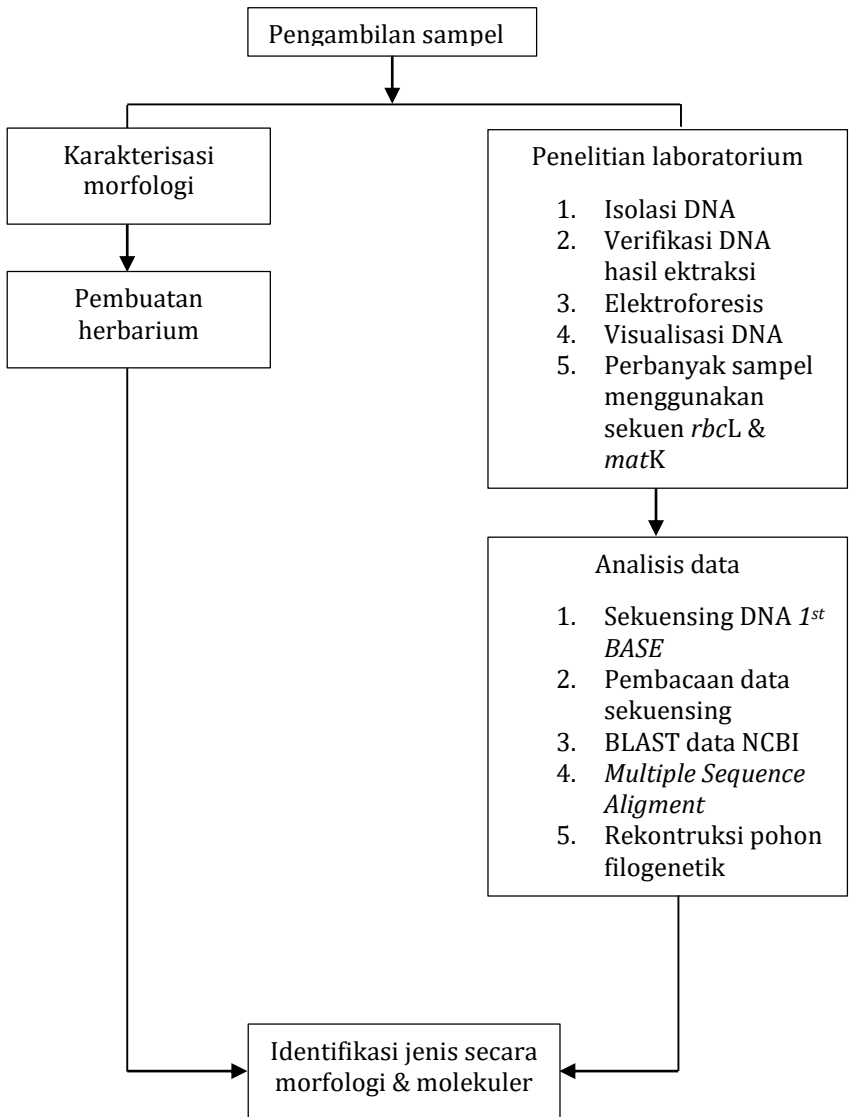 Pengambilan sampel
Karakterisasi
morfologi
Pembuatan
herbarium
Penelitian laboratorium
1. Isolasi DNA
2. Verifikasi DNA
hasil ektraksi
3. Elektroforesis
4. Visualisasi DNA
5. Perbanyak sampel
menggunakan
sekuen rbcL &
matK
Analisis data
1. Sekuensing DNA 1st
BASE
2. Pembacaan data
sekuensing
3. BLAST data NCBI
4. Multiple Sequence
Aligment
5. Rekontruksi pohon
filogenetik
Identifikasi jenis secara
morfologi & molekuler